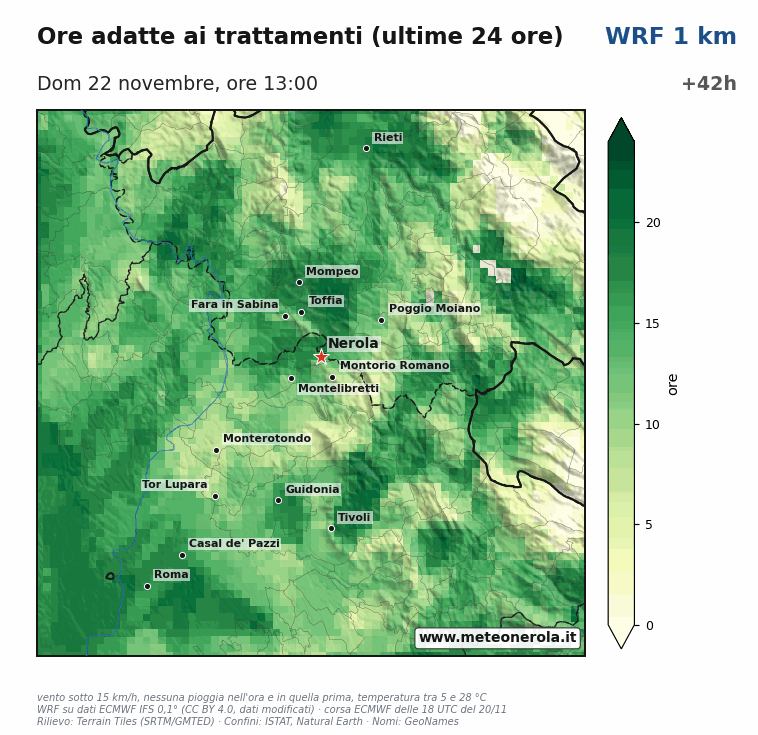 Ore adatte ai trattamenti (ultime 24 ore)
WRF 1 km
Dom 22 novembre, ore 13:00
+42h
Rieti
Mompeo
Toffia
Fara in Sabina
Poggio Moiano
Nerola
Montorio Romano
Montelibretti
Monterotondo
Tor Lupara
Guidonia
Tivoli
Casal de' Pazzi
Roma
www.meteonerola.it
20
15
10
5
0
ore
vento sotto 15 km/h, nessuna pioggia nell'ora e in quella prima, temperatura tra 5 e 28 °C
WRF su dati ECMWF IFS 0,1° (CC BY 4.0, dati modificati) · corsa ECMWF delle 18 UTC del 20/11
Rilievo: Terrain Tiles (SRTM/GMTED) · Confini: ISTAT, Natural Earth · Nomi: GeoNames